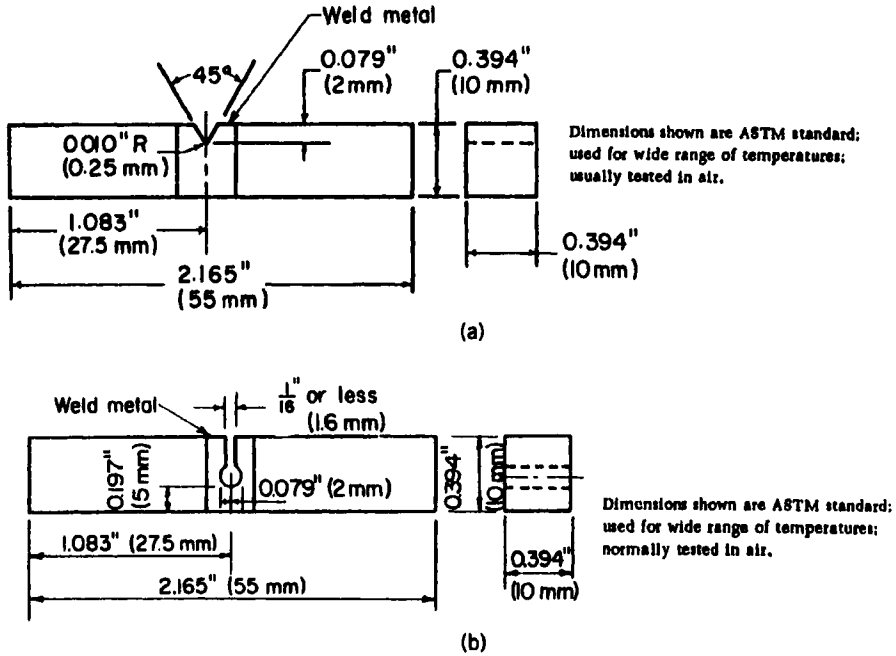 Weld metal
45°
0.079"
(2mm)
0.394"
(10 mm)
0.010" R
(0.25 mm)
Dimensions shown are ASTM standard;
used for wide range of temperatures;
usually tested in air.
1.083"
(27.5 mm)
2.165"
(55 mm)
0.394"
(10mm)
(a)
Weld metal
1/16" or less
(1.6 mm)
0.197"
(5 mm)
0.079" (2mm)
0.394"
(10 mm)
Dimensions shown are ASTM standard;
used for wide range of temperatures;
normally tested in air.
1.083" (27.5 mm)
2.165" (55 mm)
0.394"
(10 mm)
(b)